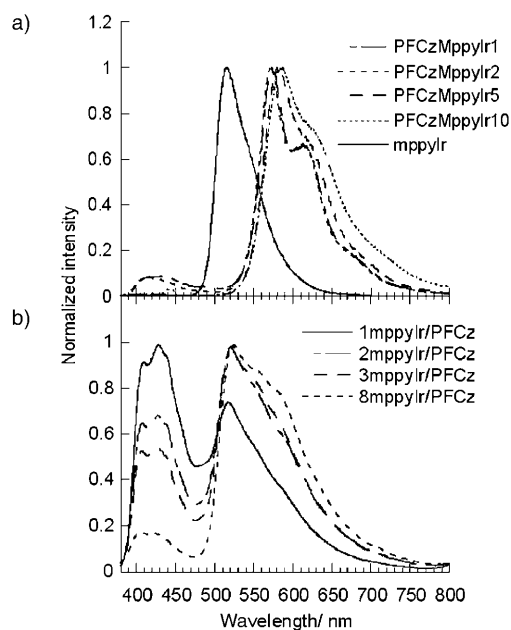 a)
1.2
1
0.8
0.6
0.4
0.2
0
PFCzMppyIr1
PFCzMppyIr2
PFCzMppyIr5
PFCzMppyIr10
mppyIr
Normalized intensity
b)
1
0.8
0.6
0.4
0.2
0
1mppyIr/PFCz
2mppyIr/PFCz
3mppyIr/PFCz
8mppyIr/PFCz
400 450 500 550 600 650 700 750 800
Wavelength/ nm